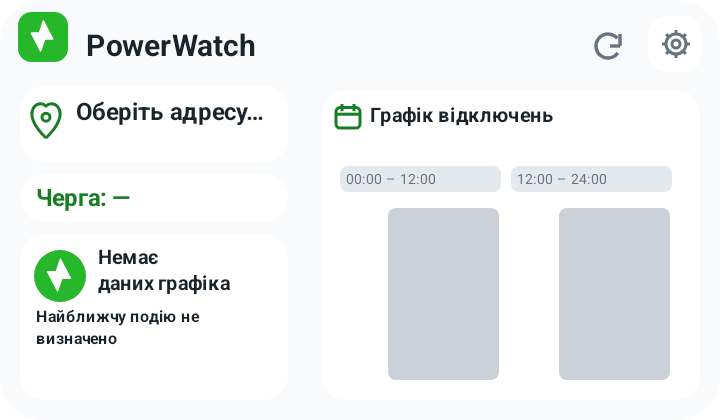 PowerWatch
Оберіть адресу...
Черга: —
Немає
даних графіка
Найближчу подію не
визначено
Графік відключень
00:00 – 12:00
12:00 – 24:00